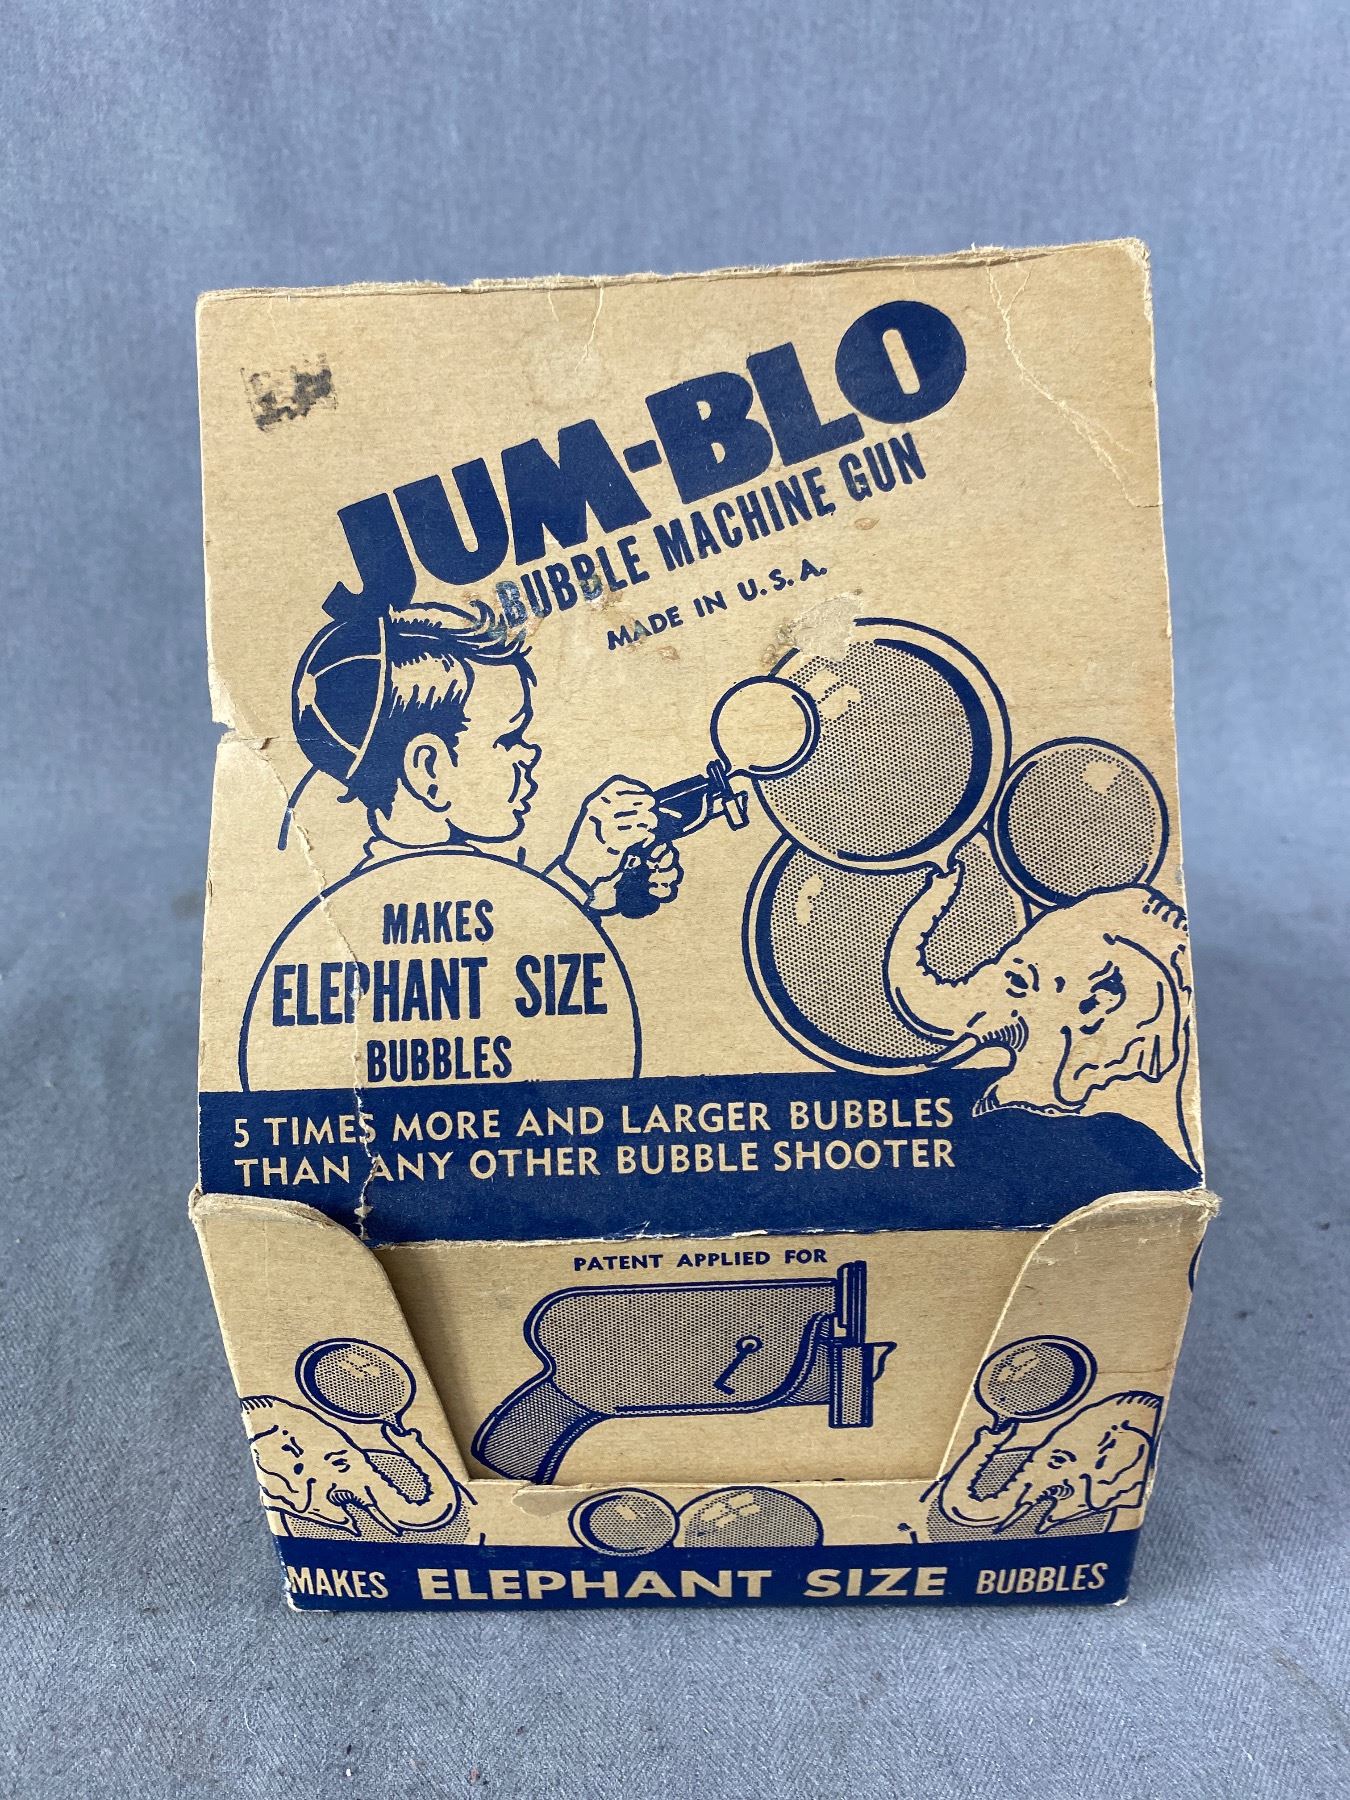 JUM-BLO
BUBBLE MACHINE GUN
MADE IN U.S.A.
MAKES
ELEPHANT SIZE
BUBBLES
5 TIMES MORE AND LARGER BUBBLES
THAN ANY OTHER BUBBLE SHOOTER
PATENT APPLIED FOR
MAKES ELEPHANT SIZE BUBBLES